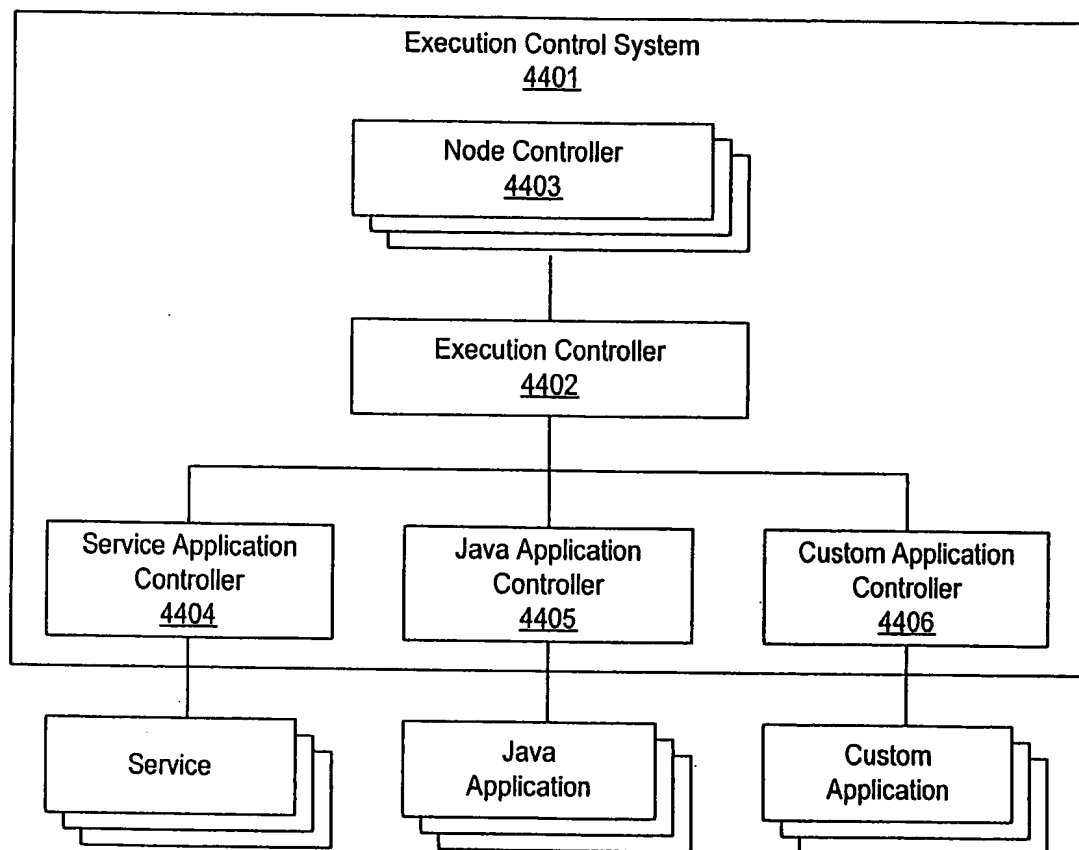 Execution Control System
4401
Node Controller
4403
Execution Controller
4402
Service Application
Controller
4404
Java Application
Controller
4405
Custom Application
Controller
4406
Service
Java
Application
Custom
Application